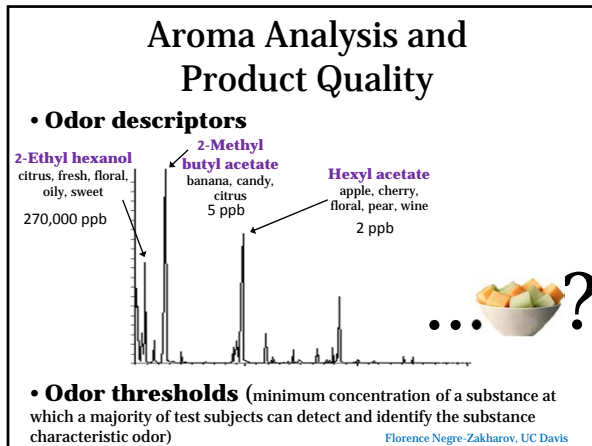 Aroma Analysis and
Product Quality
• Odor descriptors
2-Ethyl hexanol
citrus, fresh, floral,
oily, sweet
270,000 ppb
2-Methyl
butyl acetate
banana, candy,
citrus
5 ppb
Hexyl acetate
apple, cherry,
floral, pear, wine
2 ppb
...
?
• Odor thresholds (minimum concentration of a substance at
which a majority of test subjects can detect and identify the substance
characteristic odor)
Florence Negre-Zakharov, UC Davis